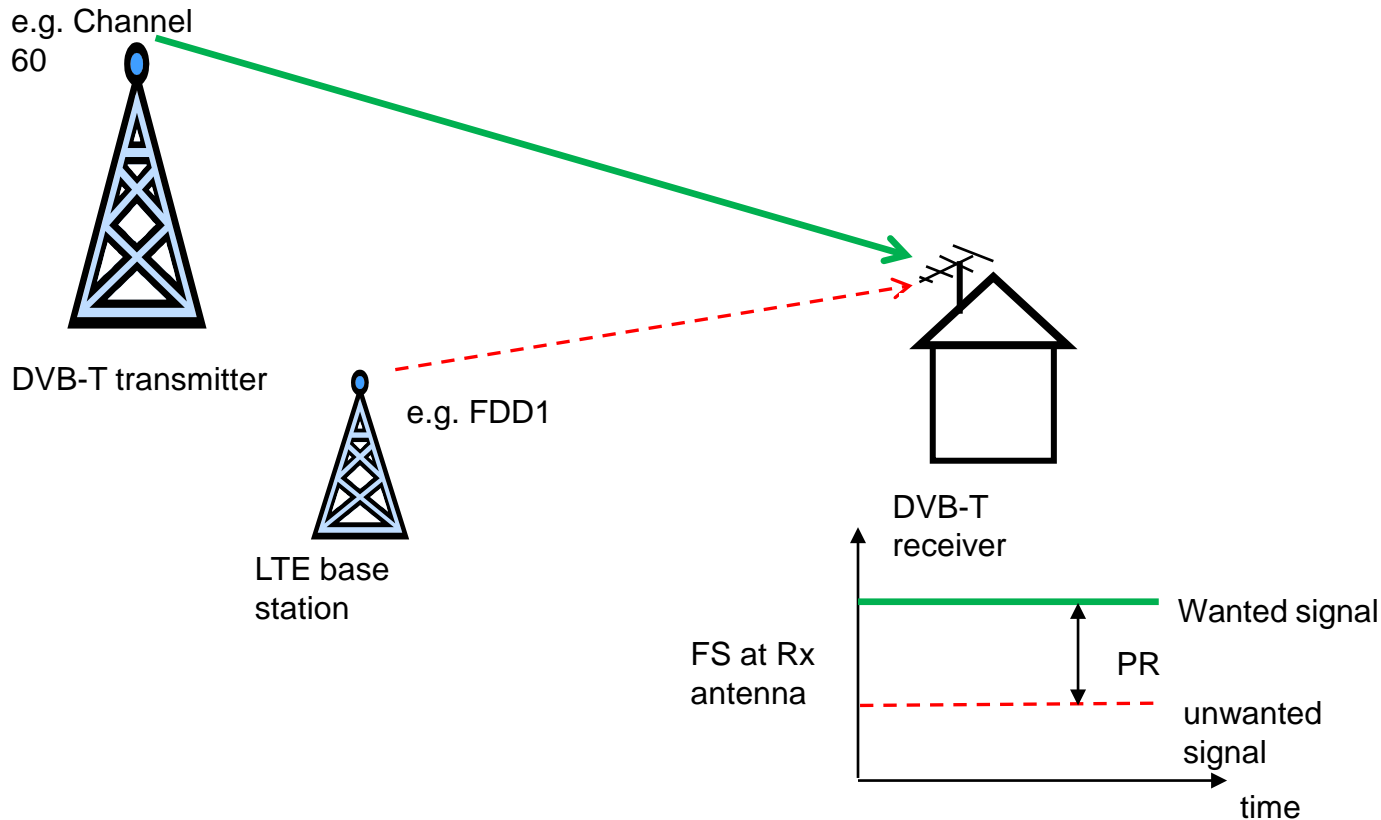 e.g. Channel
60
DVB-T transmitter
e.g. FDD1
LTE base
station
DVB-T
receiver
FS at Rx
antenna
Wanted signal
PR
unwanted
signal
time